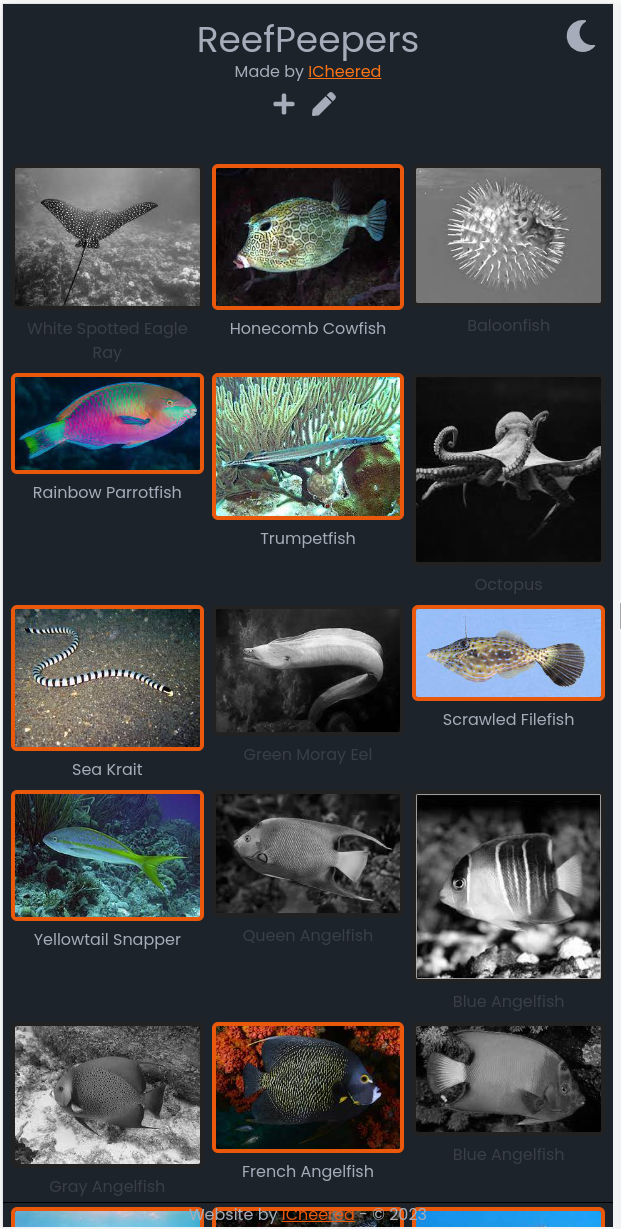 ReefPeepers
Made by ICheered
White Spotted Eagle
Ray
Honecomb Cowfish
Baloonfish
Rainbow Parrotfish
Trumpetfish
Octopus
Sea Krait
Green Moray Eel
Scrawled Filefish
Yellowtail Snapper
Queen Angelfish
Blue Angelfish
Gray Angelfish
French Angelfish
Blue Angelfish
Website by ICheered - © 2023